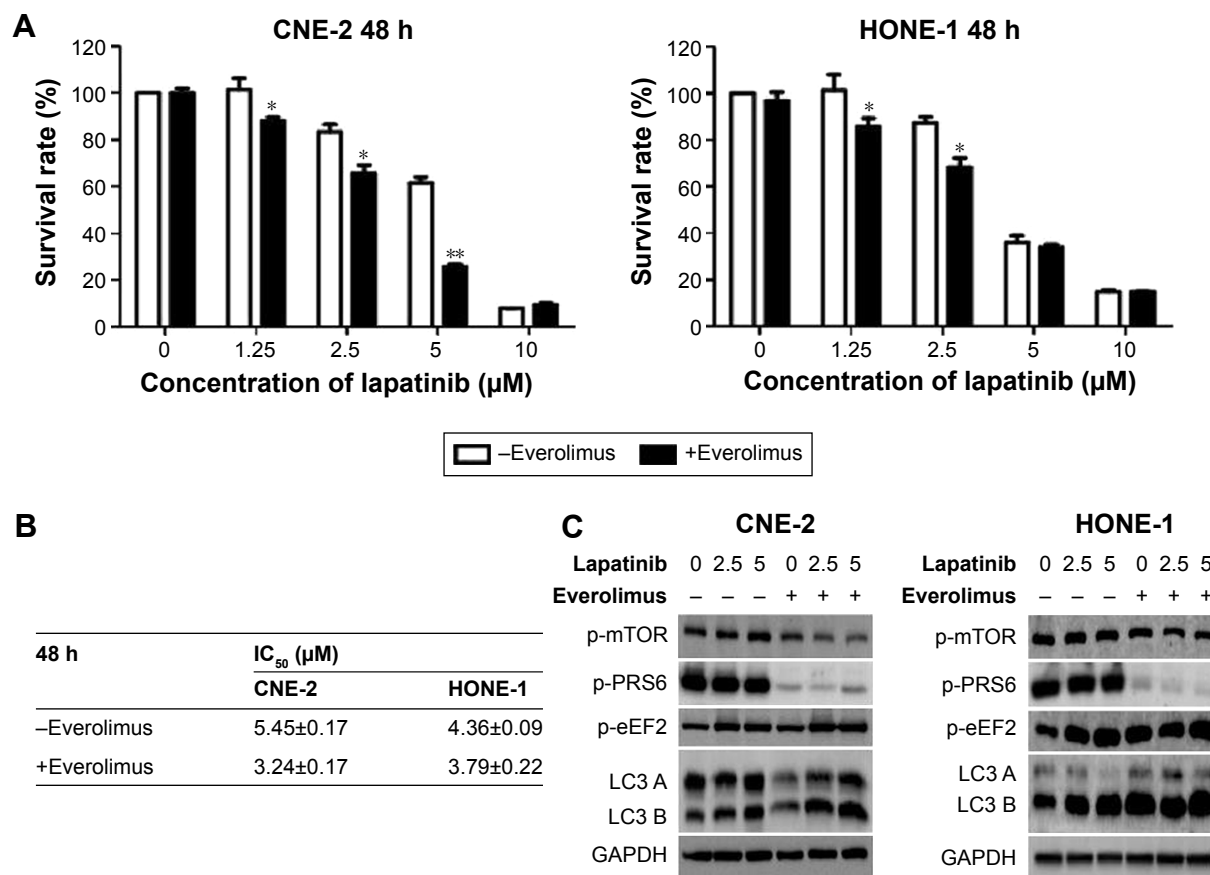 A
CNE-2 48 h
120
100
80
60
40
20
0
Survival rate (%)
*
*
**
0 1.25 2.5 5 10
Concentration of lapatinib (µM)
HONE-1 48 h
120
100
80
60
40
20
0
Survival rate (%)
*
*
0 1.25 2.5 5 10
Concentration of lapatinib (µM)
–Everolimus +Everolimus
B
48 h IC50 (µM)
CNE-2 HONE-1
–Everolimus 5.45±0.17 4.36±0.09
+Everolimus 3.24±0.17 3.79±0.22
C
CNE-2
Lapatinib 0 2.5 5 0 2.5 5
Everolimus – – – + + +
p-mTOR
p-PRS6
p-eEF2
LC3 A
LC3 B
GAPDH
HONE-1
Lapatinib 0 2.5 5 0 2.5 5
Everolimus – – – + + +
p-mTOR
p-PRS6
p-eEF2
LC3 A
LC3 B
GAPDH